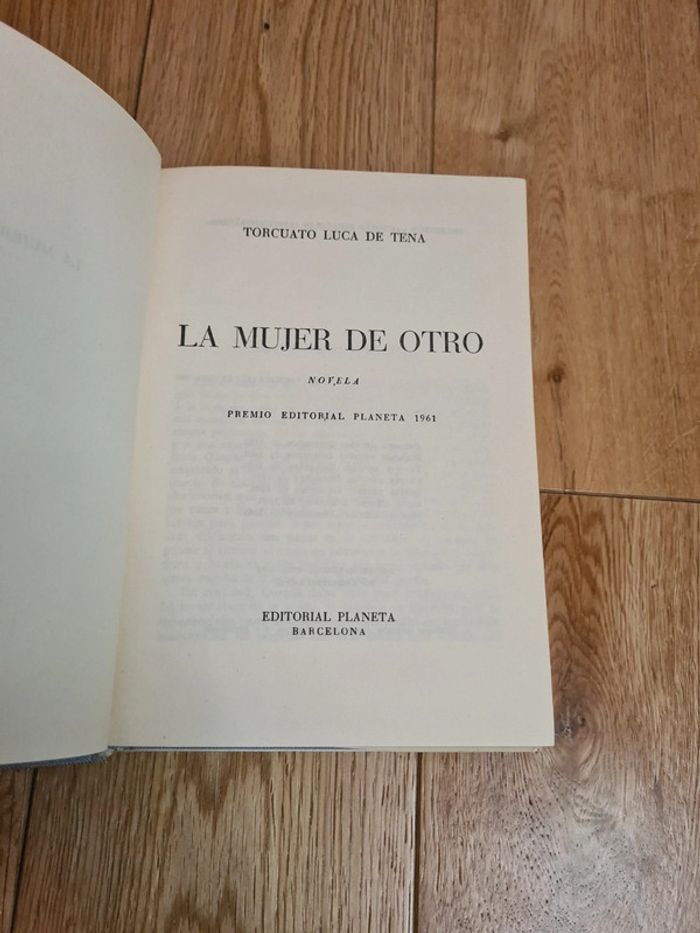 TORCUATO LUCA DE TENA
LA MUJER DE OTRO
NOVELA
PREMIO EDITORIAL PLANETA 1961
EDITORIAL PLANETA
BARCELONA